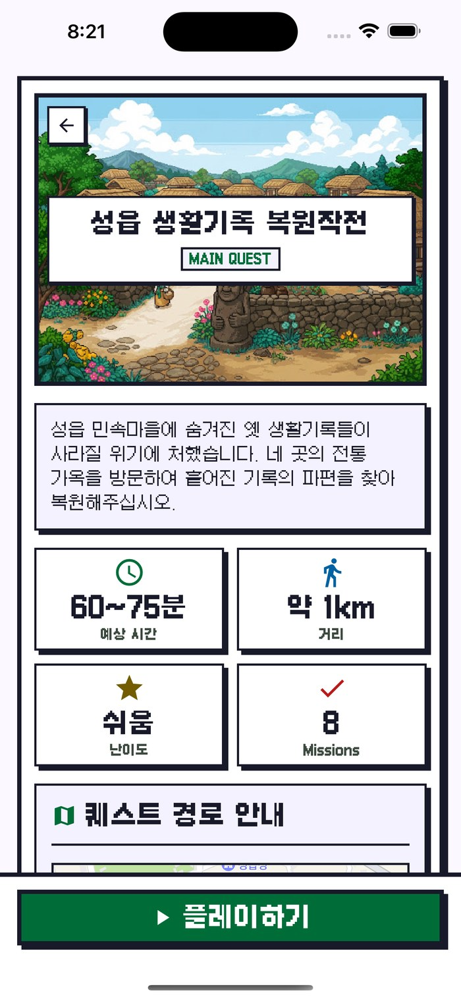 8:21
성읍 생활기록 복원작전
MAIN QUEST
성읍 민속마을에 숨겨진 옛 생활기록들이
사라질 위기에 처했습니다. 네 곳의 전통
가옥을 방문하여 흩어진 기록의 파편을 찾아
복원해주십시오.
60~75분
예상 시간
약 1km
거리
쉬움
난이도
8
Missions
퀘스트 경로 안내
플레이하기